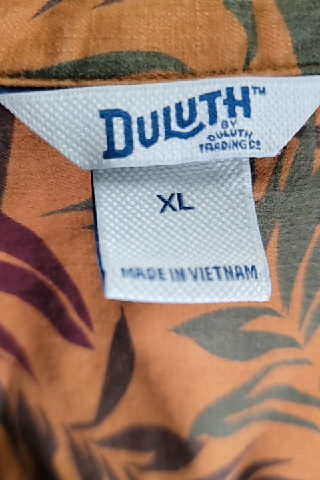 DULUTH™
BY
DULUTH
TRADING CO
XL
MADE IN VIETNAM